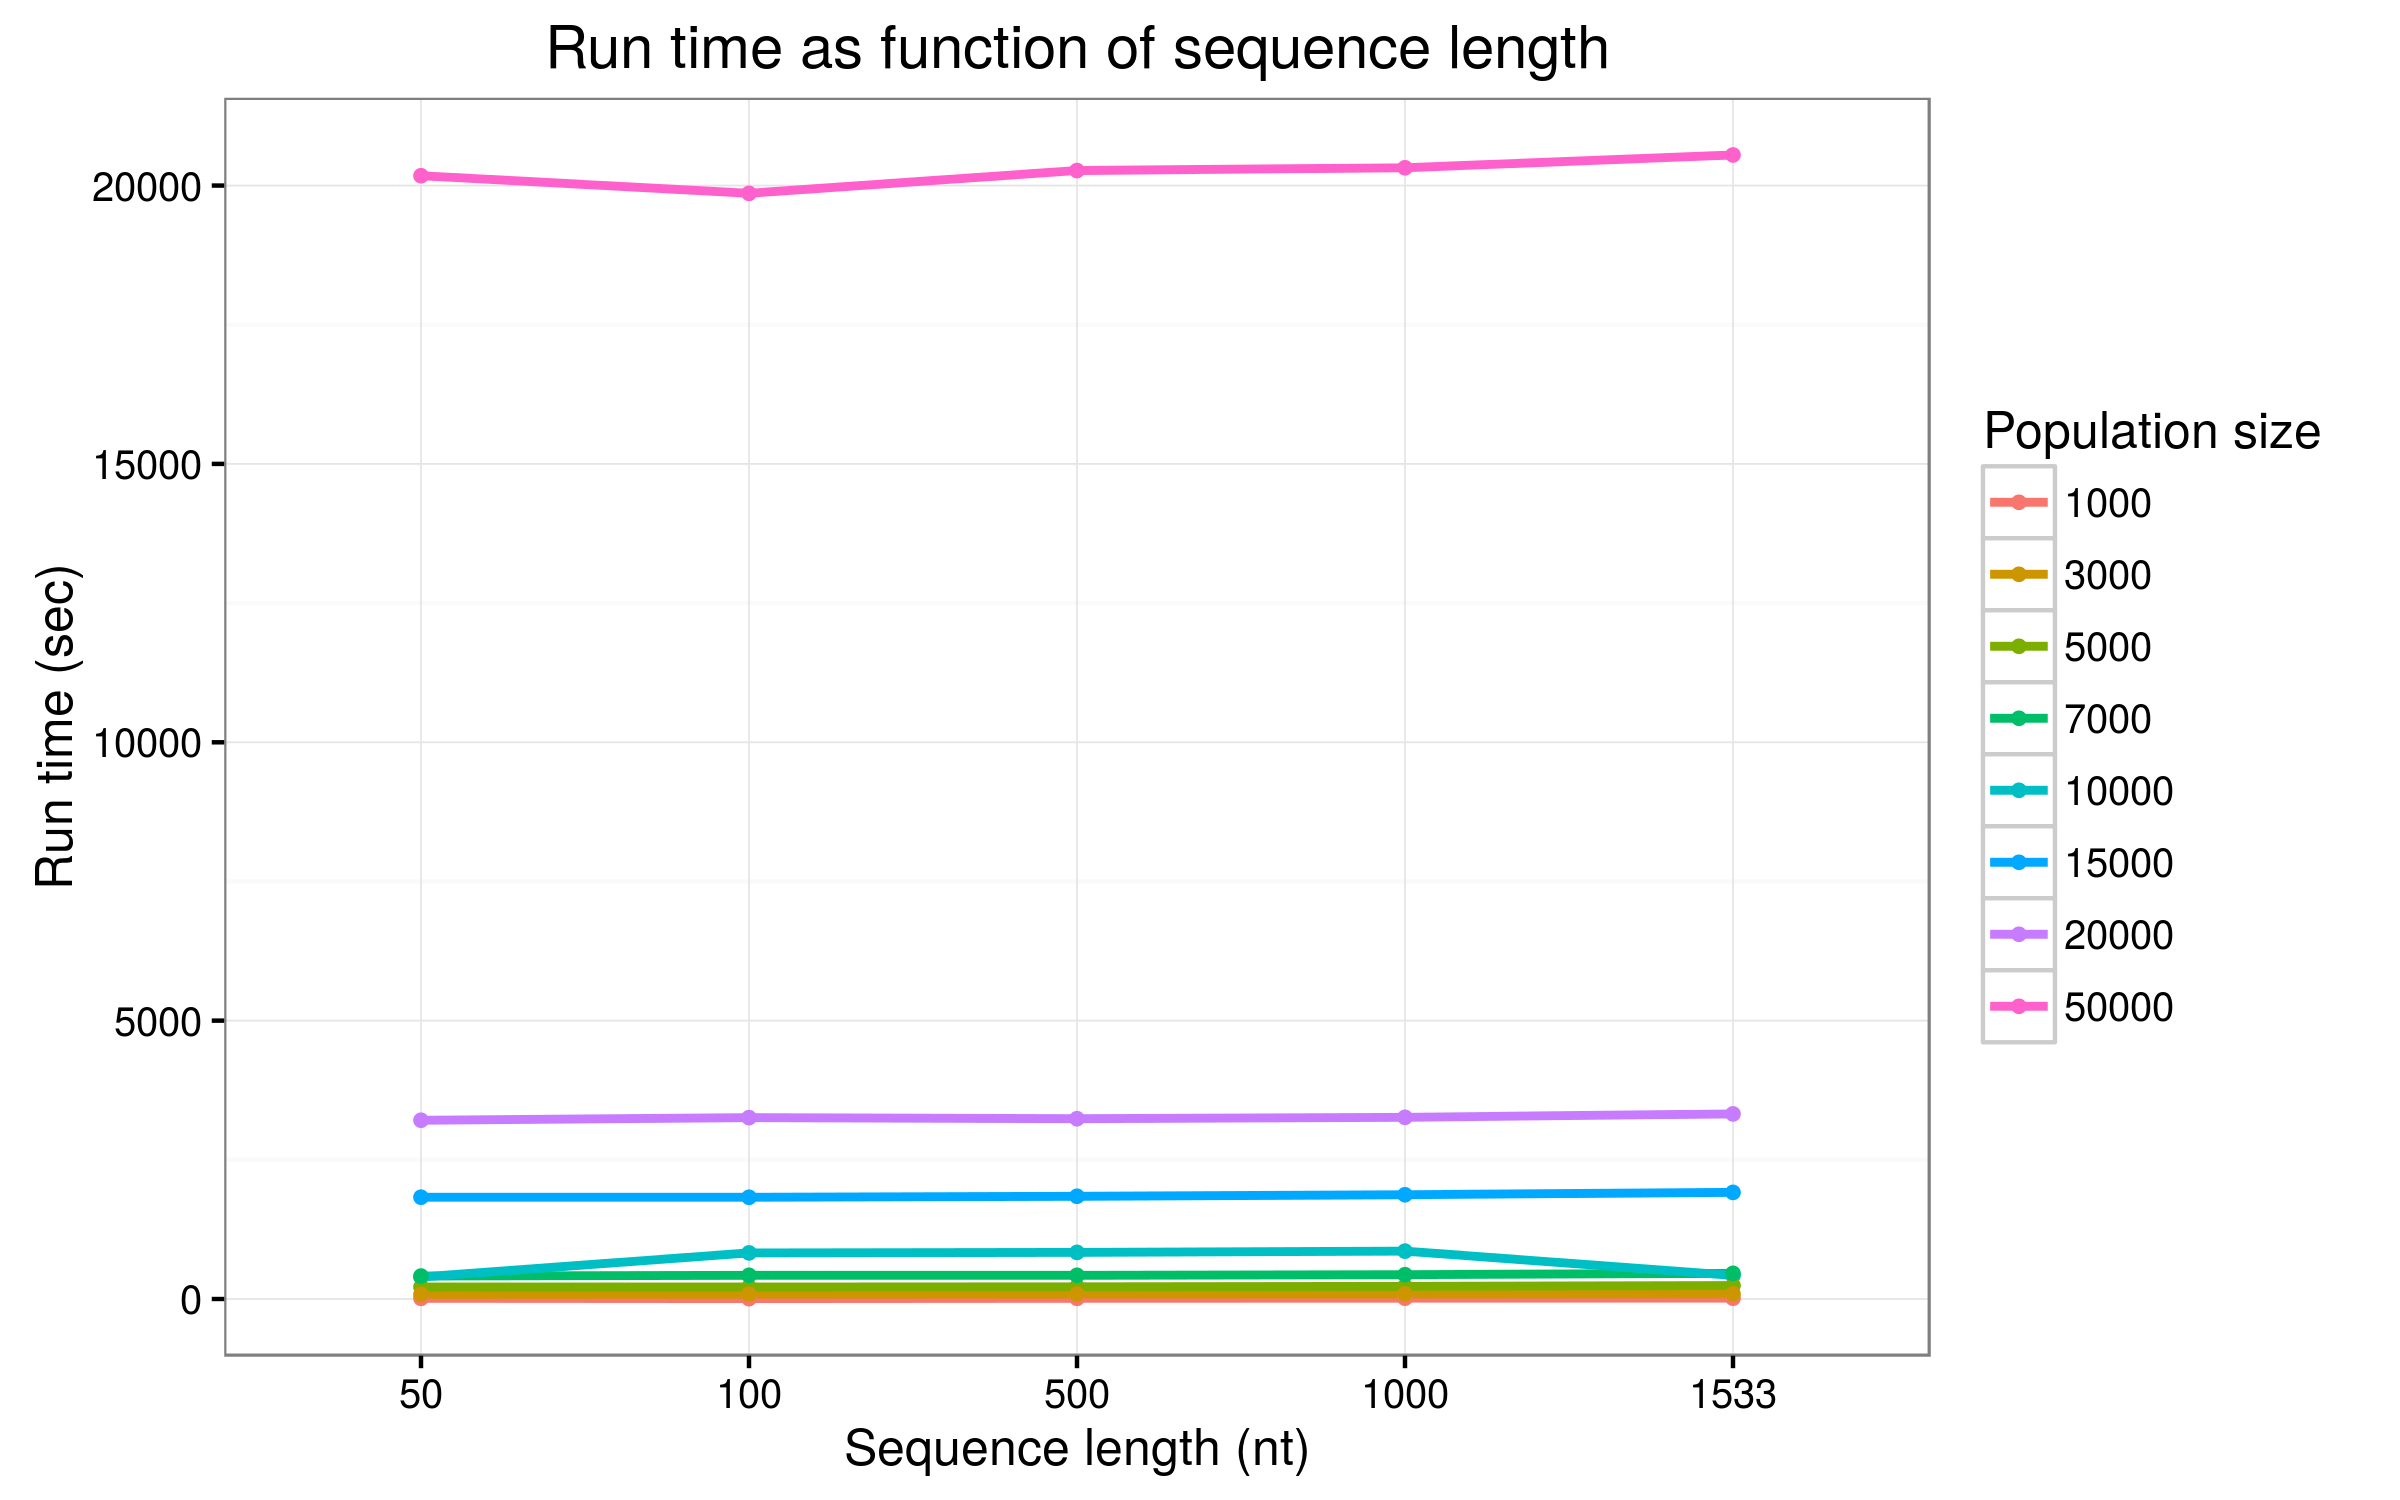 Run time as function of sequence length
20000
15000
10000
5000
0
Run time (sec)
50 100 500 1000 1533
Sequence length (nt)
Population size
1000
3000
5000
7000
10000
15000
20000
50000